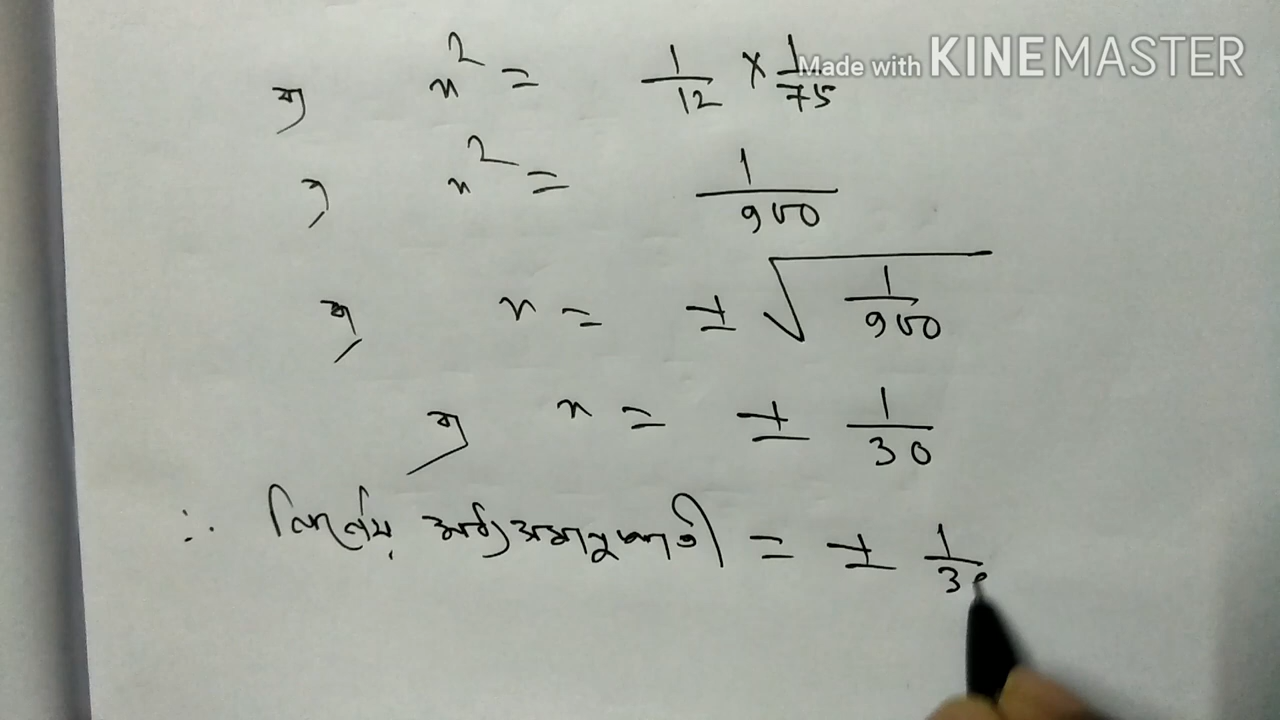 বা, x² = 1/12 × 1/75
Made with KINEMASTER
বা, x² = 1/900
বা, x = ± √(1/900)
বা, x = ± 1/30
∴ নির্ণেয় মধ্যসমানুপাতী = ± 1/30